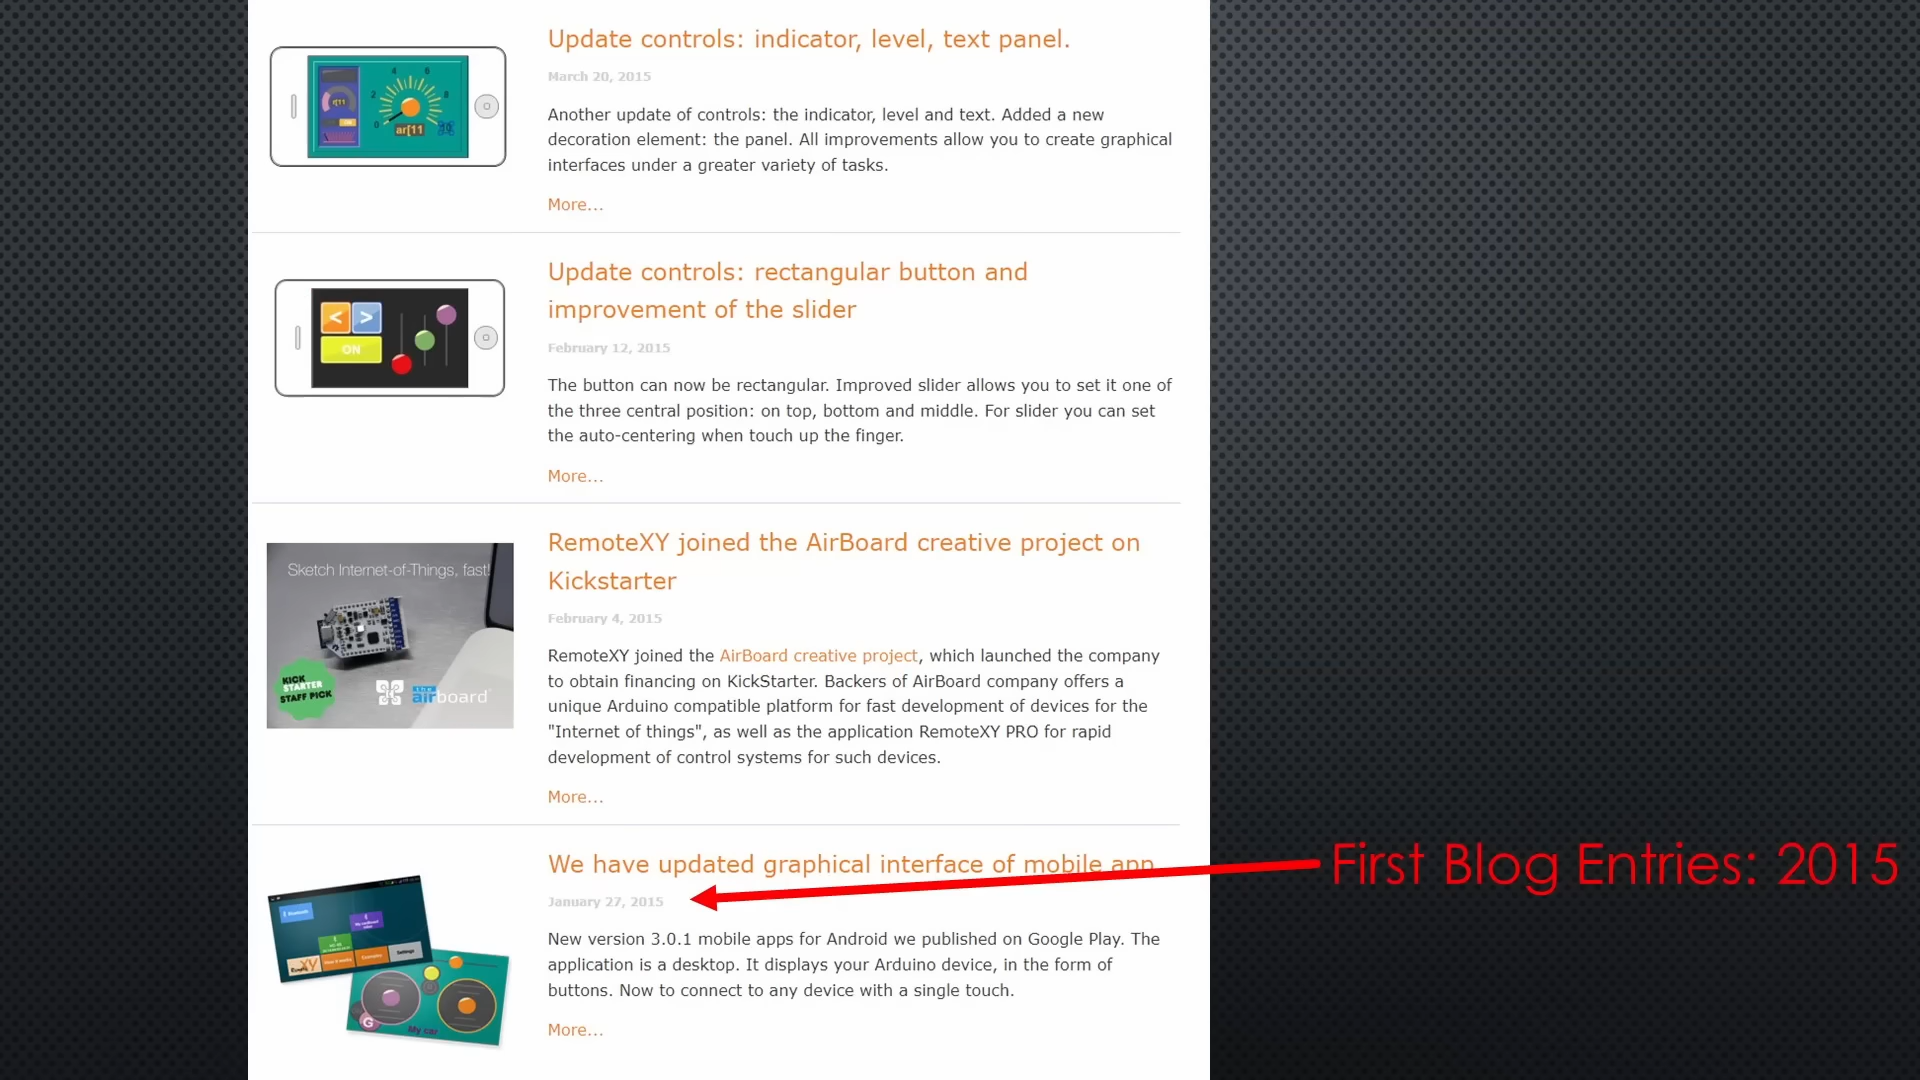 Update controls: indicator, level, text panel.
March 20, 2015
Another update of controls: the indicator, level and text. Added a new
decoration element: the panel. All improvements allow you to create graphical
interfaces under a greater variety of tasks.
More...
Update controls: rectangular button and
improvement of the slider
February 12, 2015
The button can now be rectangular. Improved slider allows you to set it one of
the three central position: on top, bottom and middle. For slider you can set
the auto-centering when touch up the finger.
More...
< >
ON
RemoteXY joined the AirBoard creative project on
Kickstarter
February 4, 2015
RemoteXY joined the AirBoard creative project, which launched the company
to obtain financing on KickStarter. Backers of AirBoard company offers a
unique Arduino compatible platform for fast development of devices for the
"Internet of things", as well as the application RemoteXY PRO for rapid
development of control systems for such devices.
More...
Sketch Internet-of-Things, fast!
KICK
STARTER
STAFF PICK
the
airboard
We have updated graphical interface of mobile app
January 27, 2015
New version 3.0.1 mobile apps for Android we published on Google Play. The
application is a desktop. It displays your Arduino device, in the form of
buttons. Now to connect to any device with a single touch.
More...
My car
G
First Blog Entries: 2015